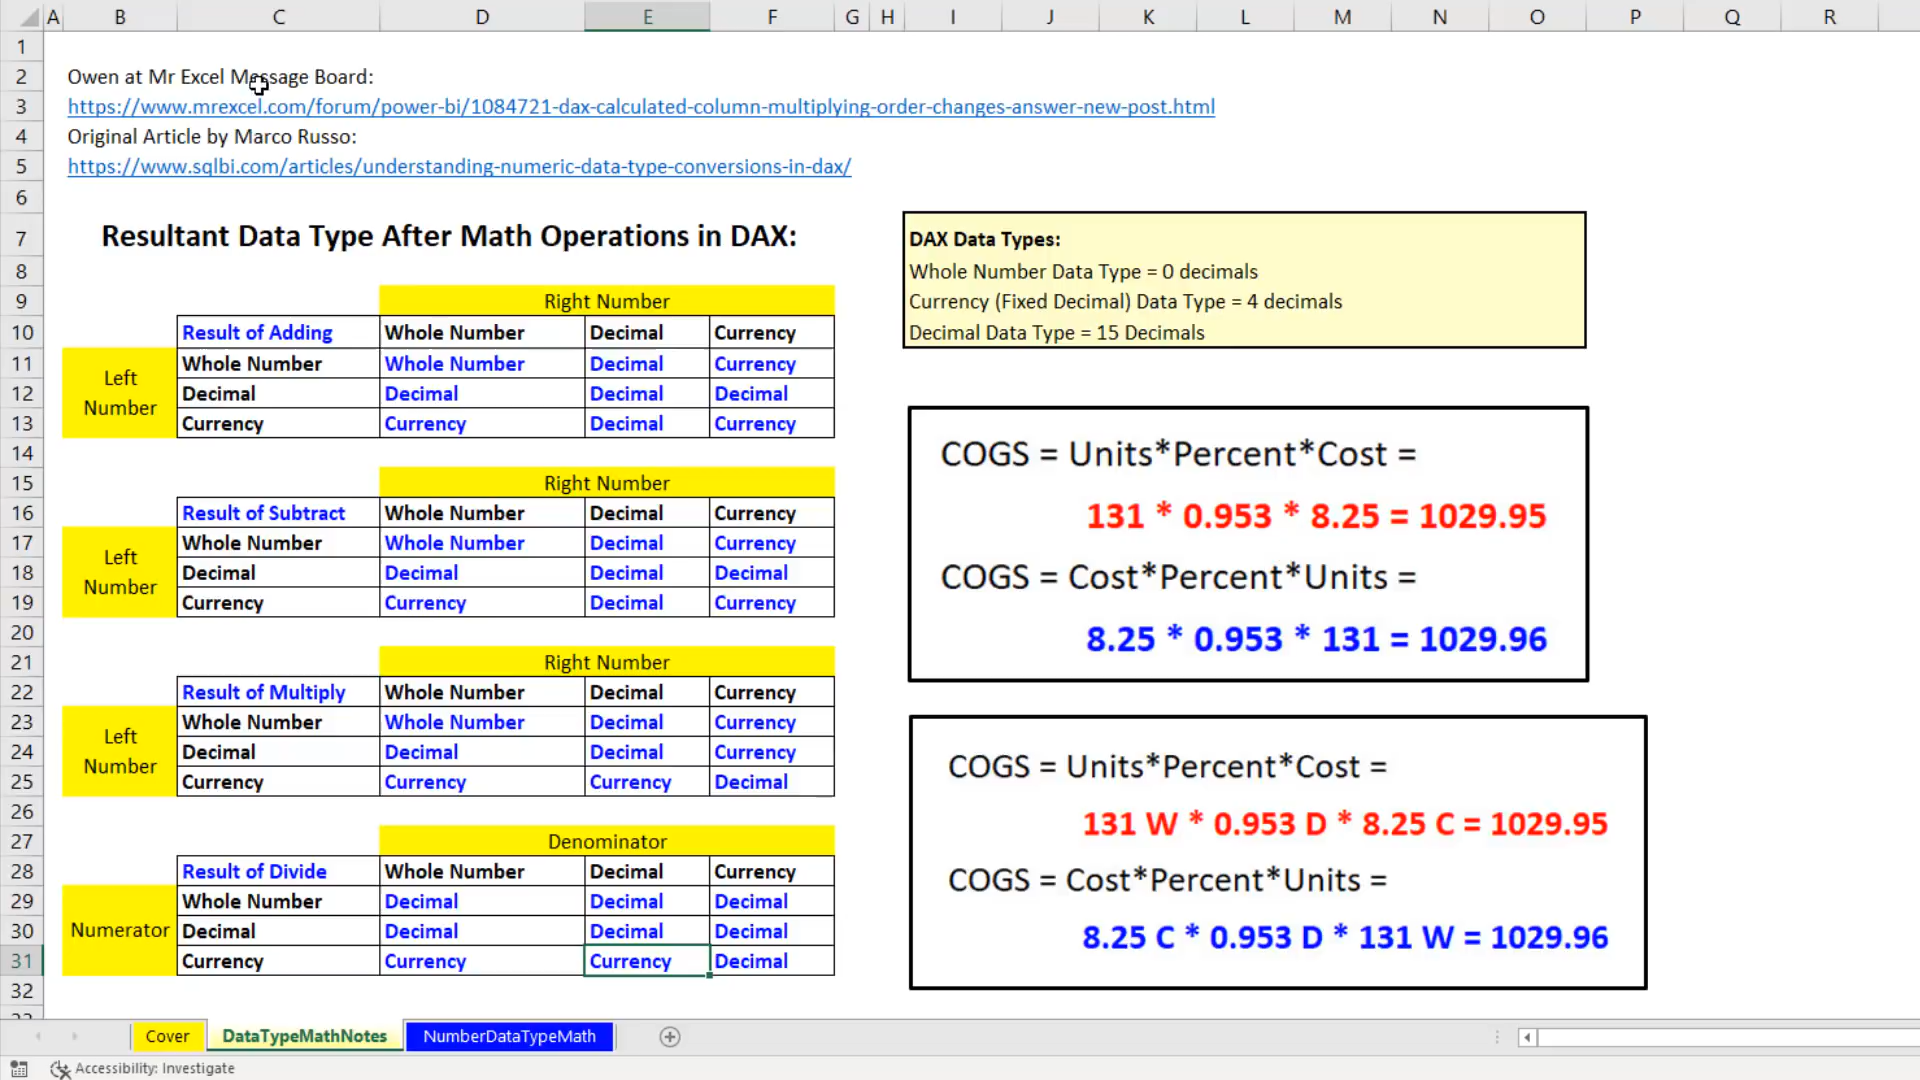 A B C D E F G H I J K L M N O P Q R
1
2 Owen at Mr Excel Message Board:
3 https://www.mrexcel.com/forum/power-bi/1084721-dax-calculated-column-multiplying-order-changes-answer-new-post.html
4 Original Article by Marco Russo:
5 https://www.sqlbi.com/articles/understanding-numeric-data-type-conversions-in-dax/
6
7 Resultant Data Type After Math Operations in DAX: DAX Data Types:
8 Whole Number Data Type = 0 decimals
9 Right Number Currency (Fixed Decimal) Data Type = 4 decimals
10 Result of Adding Whole Number Decimal Currency Decimal Data Type = 15 Decimals
11 Whole Number Whole Number Decimal Currency
Left Number
12 Decimal Decimal Decimal Decimal
13 Currency Currency Decimal Currency
14 COGS = Units*Percent*Cost =
15 Right Number
16 Result of Subtract Whole Number Decimal Currency 131 * 0.953 * 8.25 = 1029.95
17 Whole Number Whole Number Decimal Currency
Left Number
18 Decimal Decimal Decimal Decimal COGS = Cost*Percent*Units =
19 Currency Currency Decimal Currency
20 8.25 * 0.953 * 131 = 1029.96
21 Right Number
22 Result of Multiply Whole Number Decimal Currency
23 Whole Number Whole Number Decimal Currency
Left Number
24 Decimal Decimal Decimal Currency COGS = Units*Percent*Cost =
25 Currency Currency Currency Decimal
26 131 W * 0.953 D * 8.25 C = 1029.95
27 Denominator
28 Result of Divide Whole Number Decimal Currency COGS = Cost*Percent*Units =
29 Whole Number Decimal Decimal Decimal
30 Numerator Decimal Decimal Decimal Decimal 8.25 C * 0.953 D * 131 W = 1029.96
31 Currency Currency Currency Decimal
32
Cover DataTypeMathNotes NumberDataTypeMath
Accessibility: Investigate